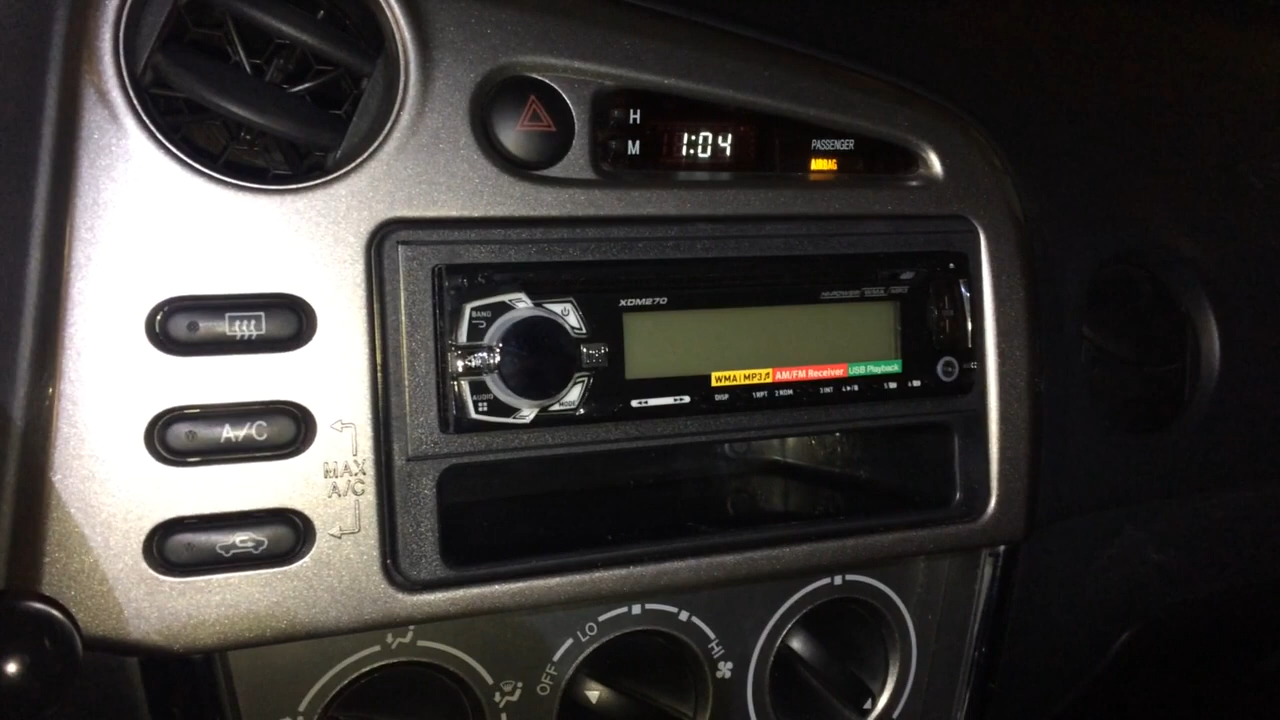 H
M
1:04
PASSENGER
AIRBAG
XDM270
BAND
AUDIO
MODE
WMA | MP3
AM/FM Receiver
USB Playback
DISP
1 RPT
2 RDM
3 INT
A/C
MAX
A/C
OFF
LO
HI